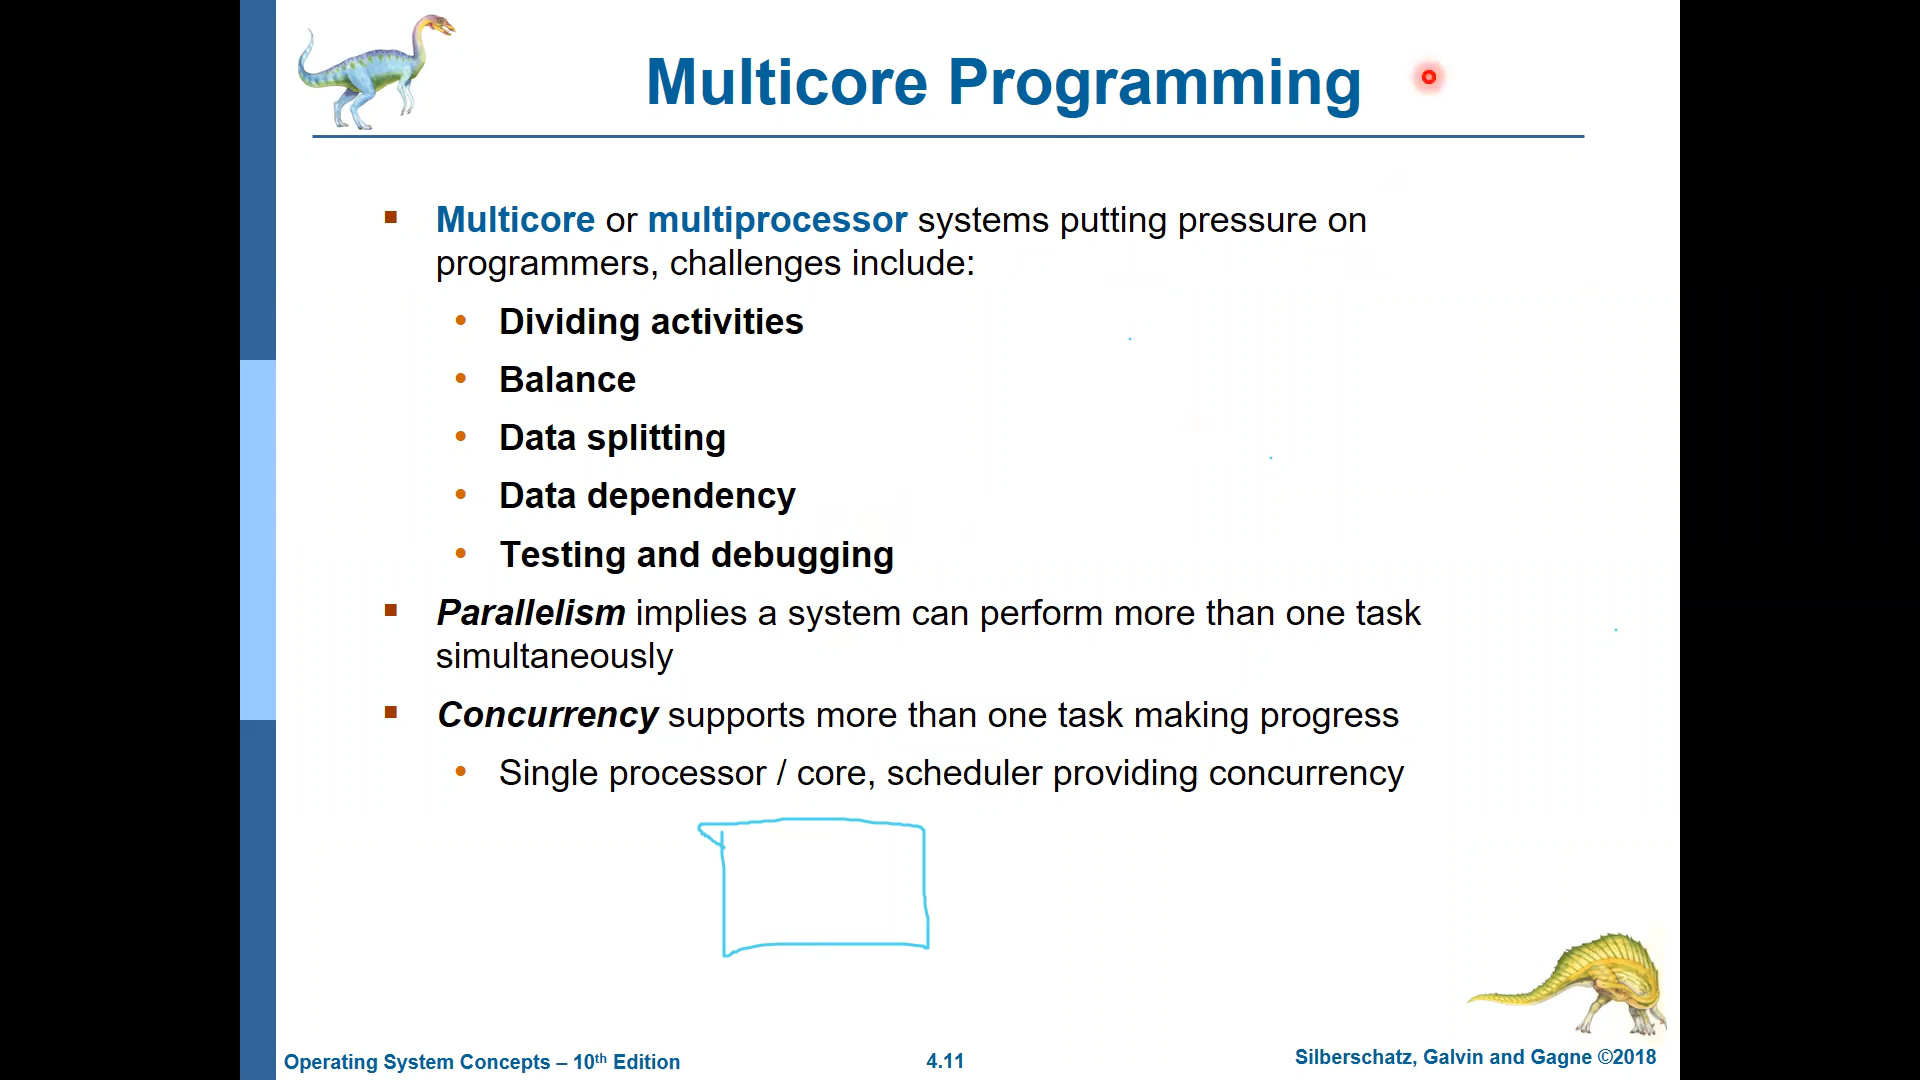 Multicore Programming
Multicore or multiprocessor systems putting pressure on
programmers, challenges include:
Dividing activities
Balance
Data splitting
Data dependency
Testing and debugging
Parallelism implies a system can perform more than one task
simultaneously
Concurrency supports more than one task making progress
Single processor / core, scheduler providing concurrency
Operating System Concepts – 10th Edition
4.11
Silberschatz, Galvin and Gagne ©2018